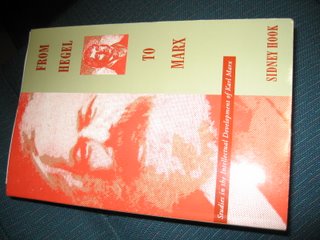 FROM
HEGEL
TO
MARX
SIDNEY HOOK
Studies in the Intellectual Development of Karl Marx